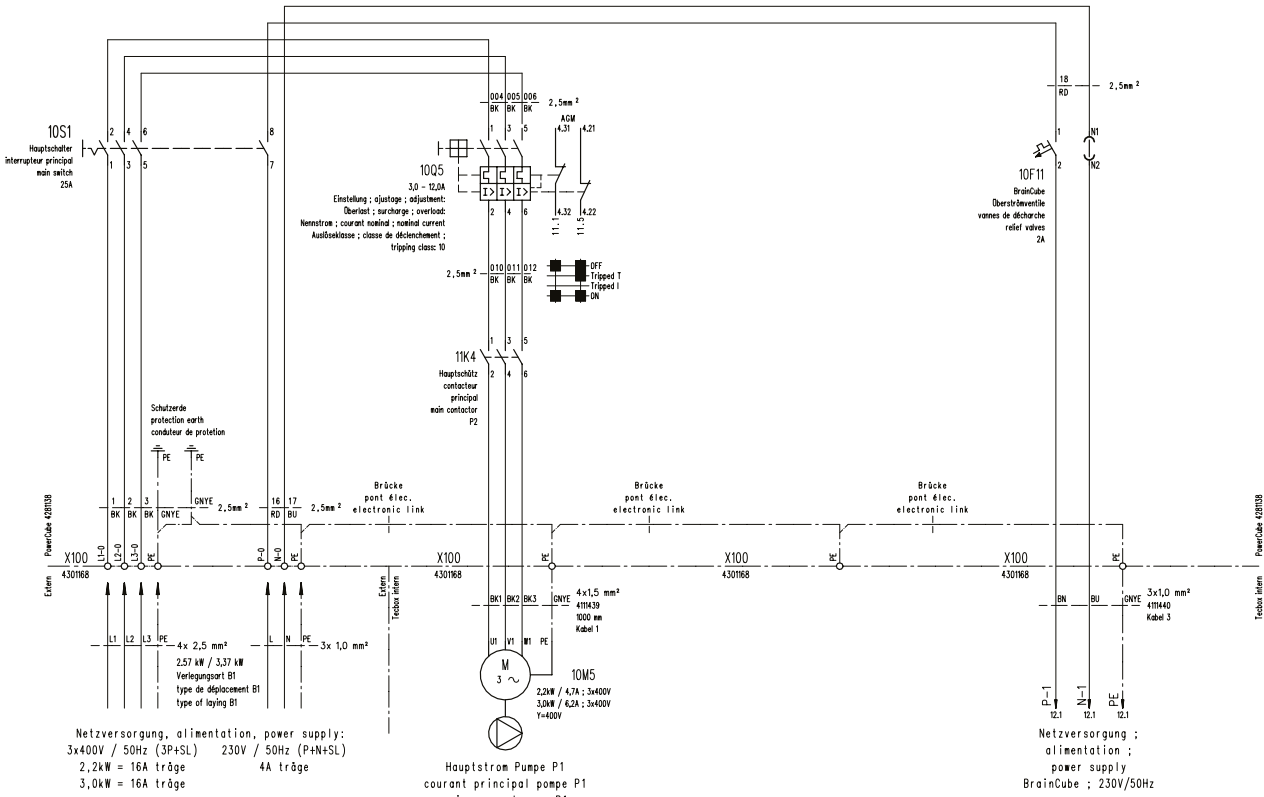 18
RD
2,5mm²
004 005 006
BK BK BK
2,5mm²
AGM
4.31 4.21
2 4 6
8
1 3 5
1
N1
10S1
Hauptschalter
interrupteur principal
main switch
25A
1 3 5
7
2
N2
10Q5
3,0 - 12,0A
Einstellung ; ajustage ; adjustment:
Überlast ; surcharge ; overload:
Nennstrom ; courant nominal ; nominal current
Auslöseklasse ; classe de déclenchement ;
tripping class: 10
I> I> I>
2 4 6
4.32 4.22
11.1 11.5
10F11
BrainCube
Überströmventile
vannes de décharche
relief valves
2A
2,5mm²
010 011 012
BK BK BK
OFF
Tripped T
Tripped I
ON
1 3 5
11K4
2 4 6
Hauptschütz
contacteur
principal
main contactor
P2
Schutzerde
protection earth
conduteur de protetion
PE PE
1 2 3
BK BK BK GNYE
GNYE
2,5mm²
16 17
RD BU
2,5mm²
Brücke
pont élec.
electronic link
Brücke
pont élec.
electronic link
Brücke
pont élec.
electronic link
PowerCube 4281138
PowerCube 4281138
L1-0 L2-0 L3-0 PE
P-0 N-0 PE
PE
PE
PE
X100
4301168
X100
4301168
X100
4301168
X100
4301168
Extern
Extern
Tecbox intern
Tecbox intern
BK1 BK2 BK3 GNYE
4x1,5 mm²
4111439
1000 mm
Kabel 1
BN BU GNYE
3x1,0 mm²
4111440
Kabel 3
L1 L2 L3 PE
4x 2,5 mm²
2.57 kW / 3,37 kW
Verlegungsart B1
type de déplacement B1
type of laying B1
L N PE
3x 1,0 mm²
U1 V1 W1 PE
M
3 ~
10M5
2,2kW / 4,7A ; 3x400V
3,0kW / 6,2A ; 3x400V
Y=400V
P-1 N-1 PE
12.1 12.1 12.1
Netzversorgung, alimentation, power supply:
3x400V / 50Hz (3P+SL) 230V / 50Hz (P+N+SL)
2,2kW = 16A träge 4A träge
3,0kW = 16A träge
Hauptstrom Pumpe P1
courant principal pompe P1
Netzversorgung ;
alimentation ;
power supply
BrainCube ; 230V/50Hz